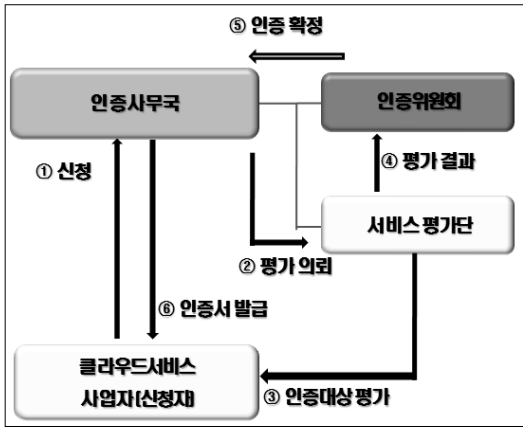 ⑤ 인증 확정
인증사무국
인증위원회
① 신청
④ 평가 결과
서비스 평가단
② 평가 의뢰
⑥ 인증서 발급
클라우드서비스
사업자(신청자)
③ 인증대상 평가